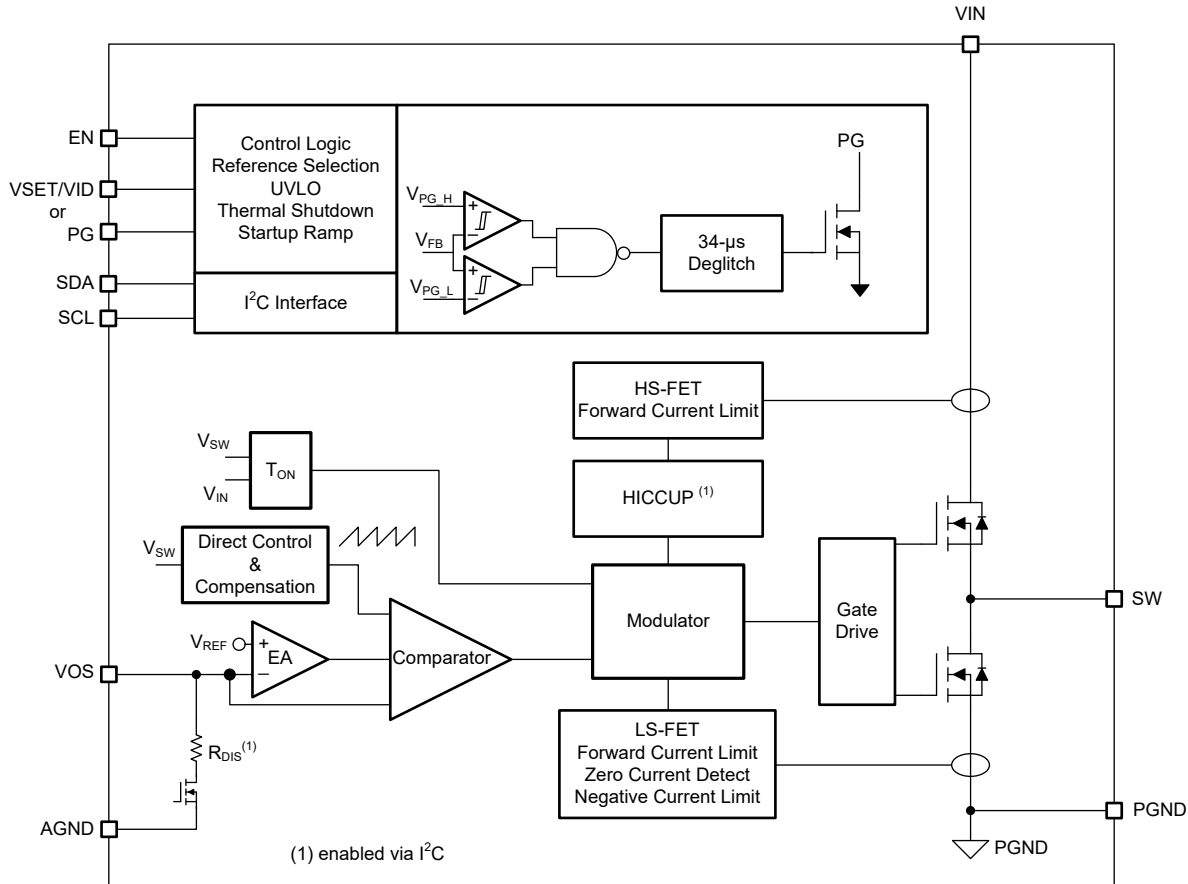 VIN
EN
VSET/VID
or
PG
SDA
SCL
Control Logic
Reference Selection
UVLO
Thermal Shutdown
Startup Ramp
I²C Interface
V_PG_H
+
−
V_FB
+
V_PG_L
−
34-µs
Deglitch
PG
HS-FET
Forward Current Limit
HICCUP (1)
V_SW
V_IN
T_ON
V_SW
Direct Control
&
Compensation
V_REF
+
EA
−
Comparator
Modulator
Gate
Drive
SW
VOS
R_DIS(1)
AGND
LS-FET
Forward Current Limit
Zero Current Detect
Negative Current Limit
PGND
PGND
(1) enabled via I²C